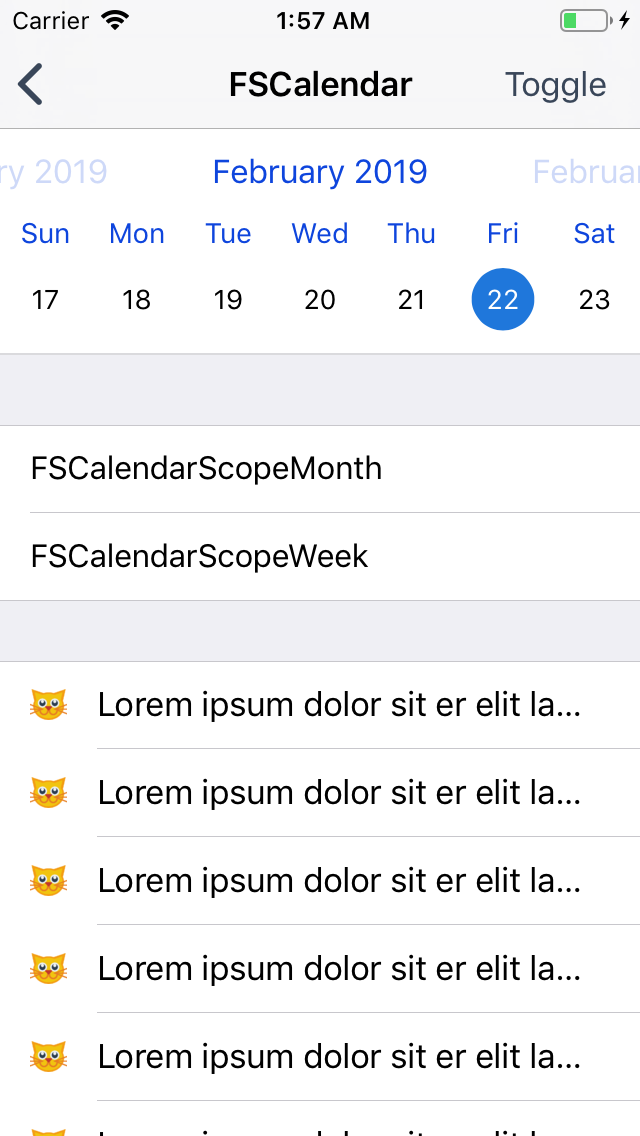 Carrier 1:57 AM
FSCalendar Toggle
ry 2019 February 2019 Februa
Sun Mon Tue Wed Thu Fri Sat
17 18 19 20 21 22 23
FSCalendarScopeMonth
FSCalendarScopeWeek
Lorem ipsum dolor sit er elit la...
Lorem ipsum dolor sit er elit la...
Lorem ipsum dolor sit er elit la...
Lorem ipsum dolor sit er elit la...
Lorem ipsum dolor sit er elit la...